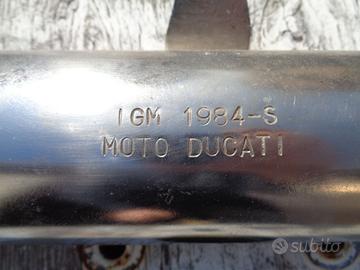 IGM 1984-S
MOTO DUCATI
subito